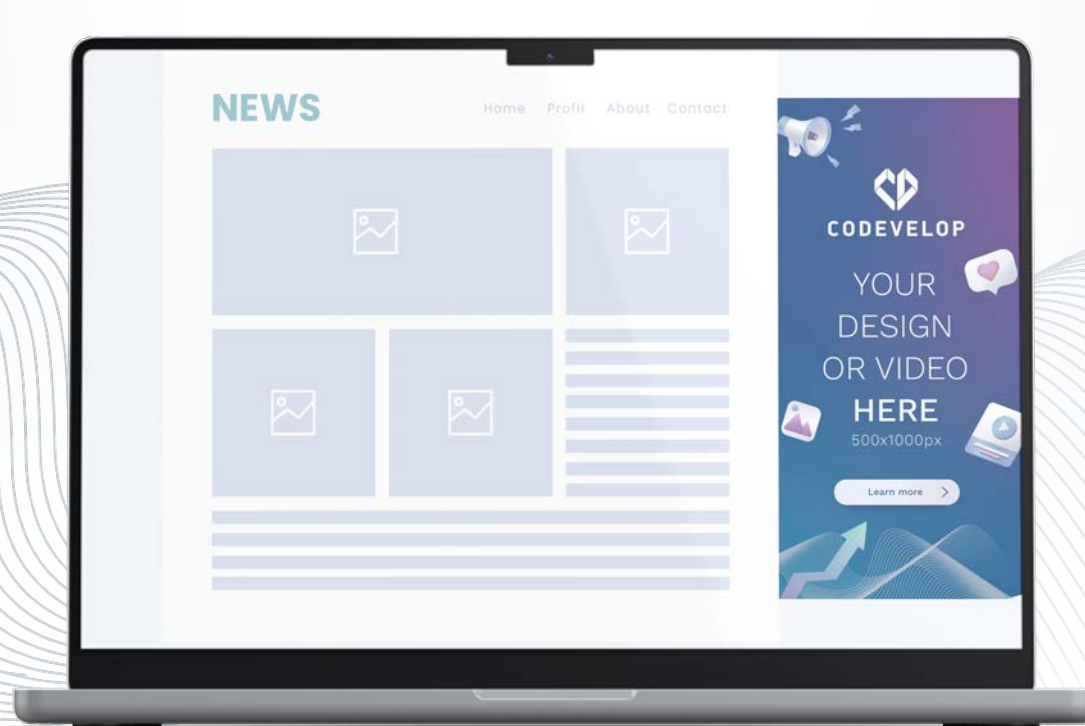 NEWS
Home Profil About Contact
CODEVELOP
YOUR
DESIGN
OR VIDEO
HERE
500x1000px
Learn more